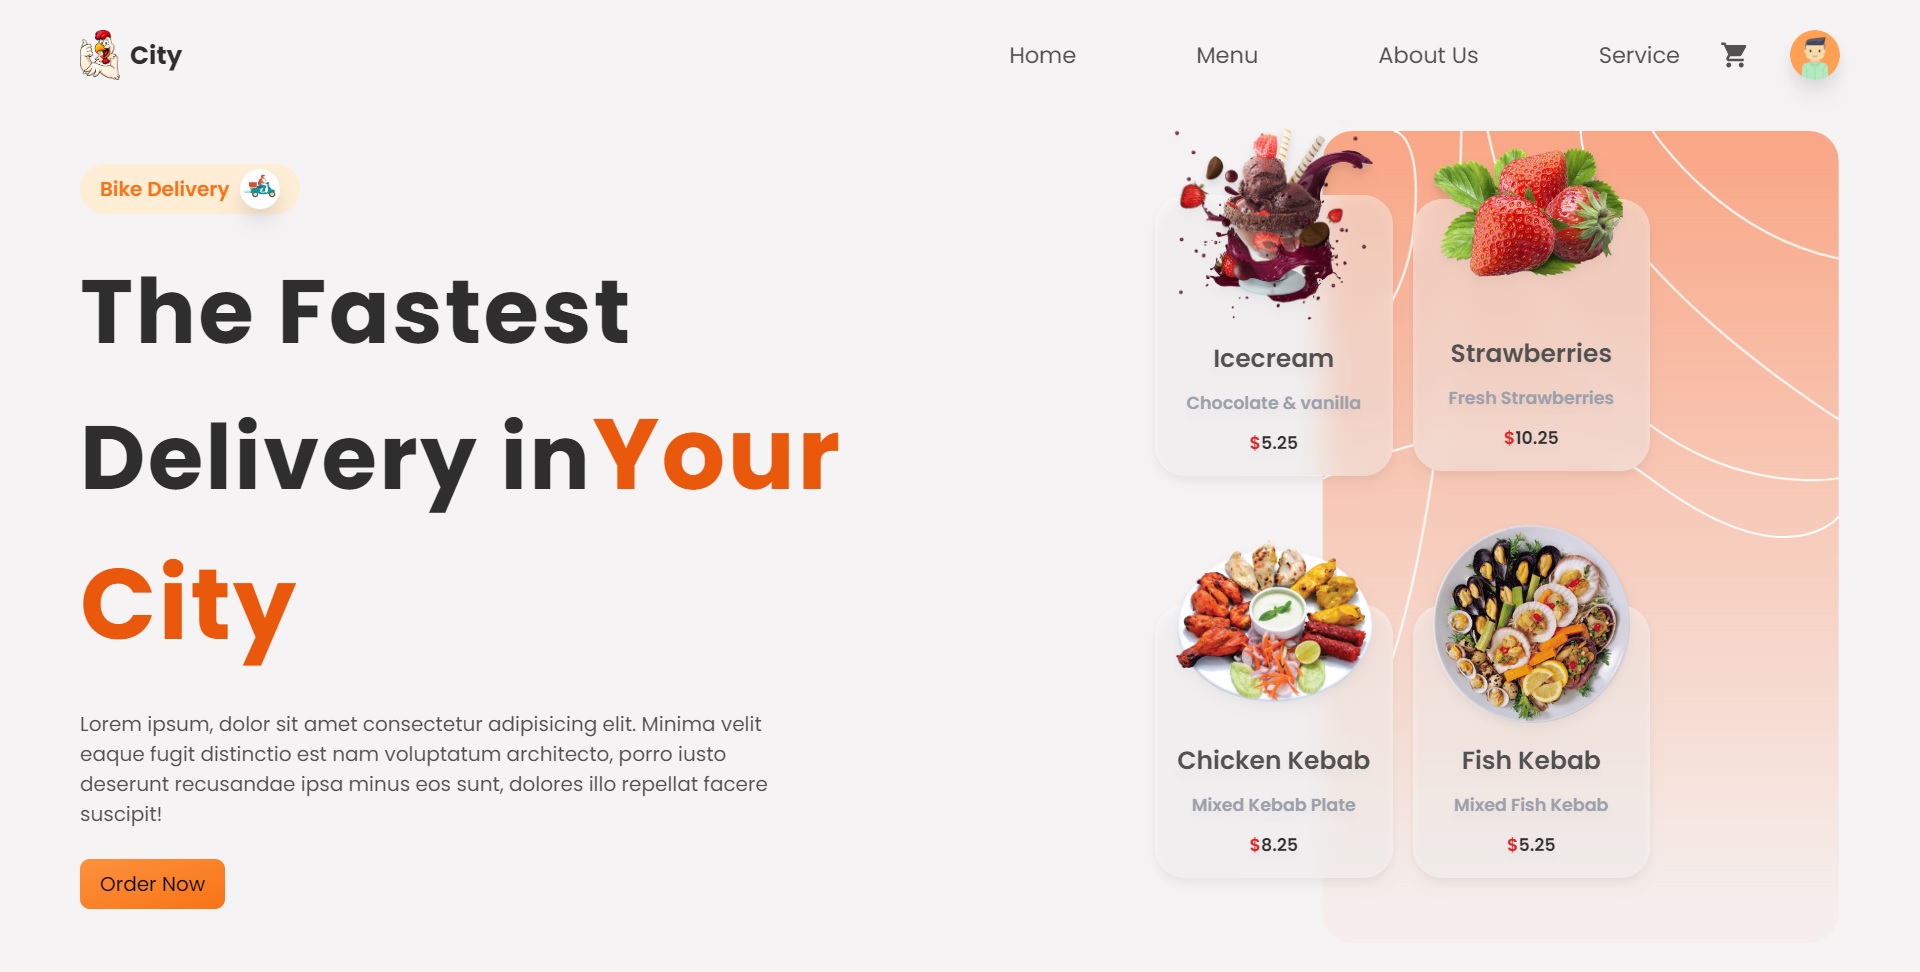 City
Home
Menu
About Us
Service
Bike Delivery
The Fastest
Delivery in Your
City
Lorem ipsum, dolor sit amet consectetur adipisicing elit. Minima velit
eaque fugit distinctio est nam voluptatum architecto, porro iusto
deserunt recusandae ipsa minus eos sunt, dolores illo repellat facere
suscipit!
Order Now
Icecream
Chocolate & vanilla
$5.25
Strawberries
Fresh Strawberries
$10.25
Chicken Kebab
Mixed Kebab Plate
$8.25
Fish Kebab
Mixed Fish Kebab
$5.25